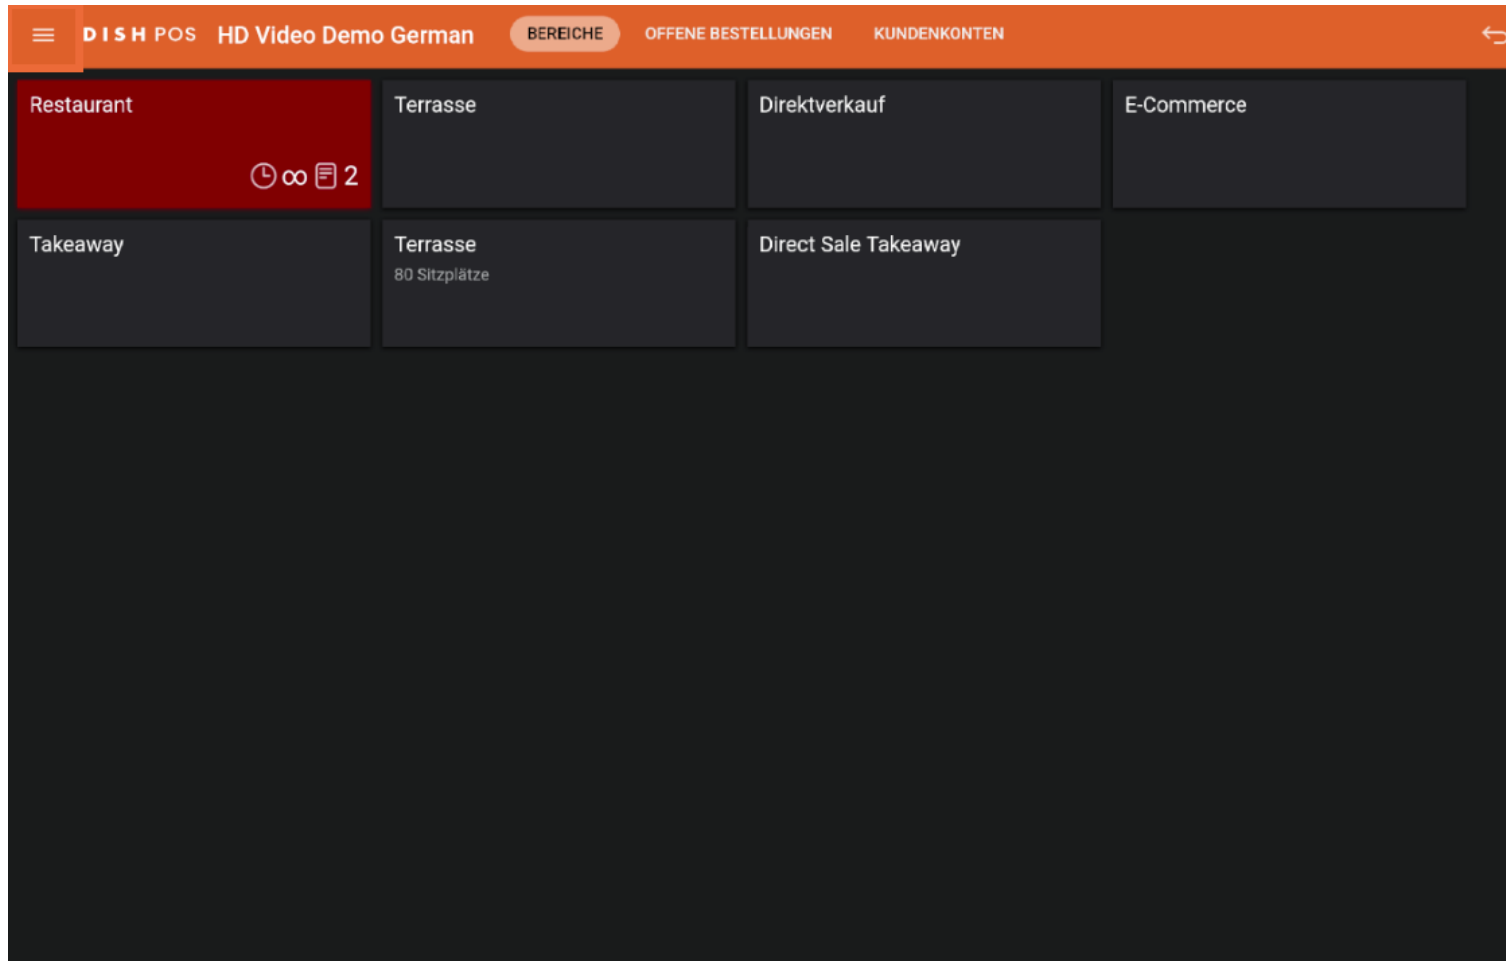 DISH POS HD Video Demo German BEREICHE OFFENE BESTELLUNGEN KUNDENKONTEN
Restaurant
∞ 2
Terrasse
Direktverkauf
E-Commerce
Takeaway
Terrasse
80 Sitzplätze
Direct Sale Takeaway